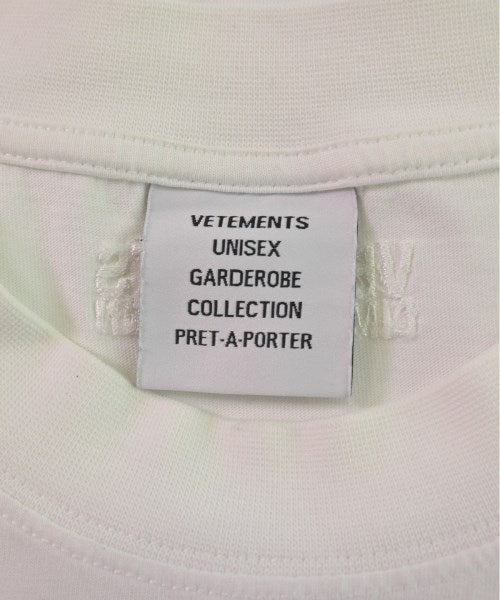 VETEMENTS
UNISEX
GARDEROBE
COLLECTION
PRET-A-PORTER